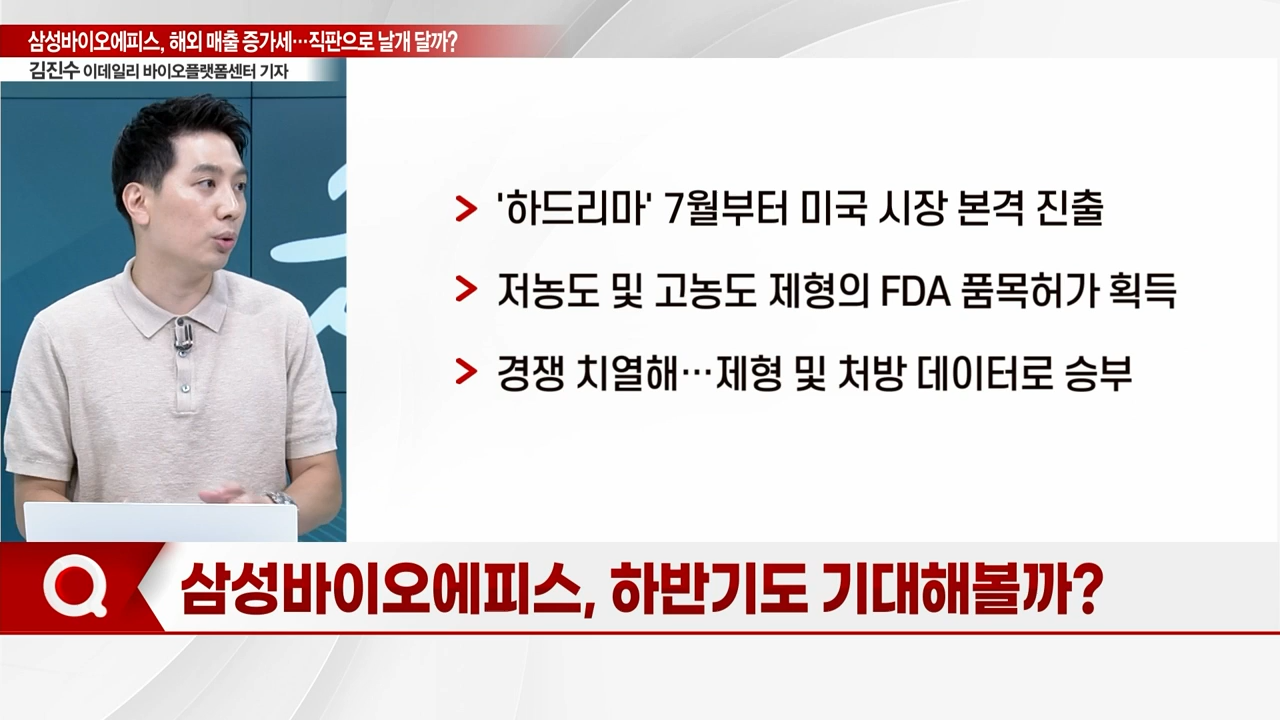 삼성바이오에피스, 해외 매출 증가세…직판으로 날개 달까?
김진수 이데일리 바이오플랫폼센터 기자
'하드리마' 7월부터 미국 시장 본격 진출
저농도 및 고농도 제형의 FDA 품목허가 획득
경쟁 치열해…제형 및 처방 데이터로 승부
Q 삼성바이오에피스, 하반기도 기대해볼까?